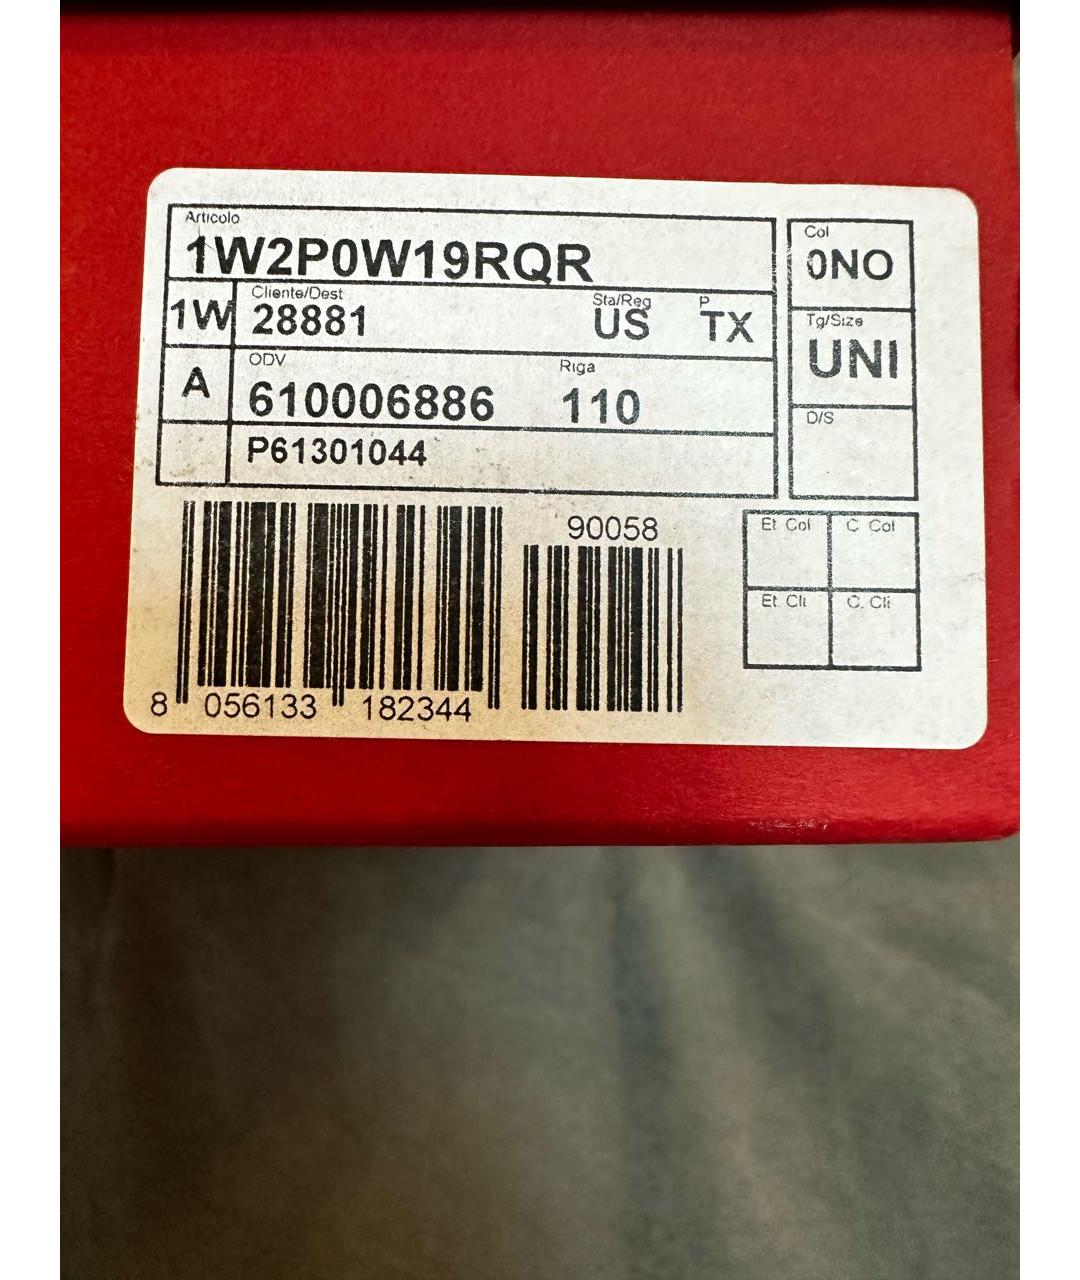 Articolo
1W2P0W19RQR
Col
0NO
1W
Cliente/Dest
28881
Sta/Reg
US
P
TX
Tg/Size
UNI
A
ODV
610006886
Riga
110
D/S
P61301044
90058
Et. Col
C. Col
Et. Cli
C. Cli
8 056133 182344